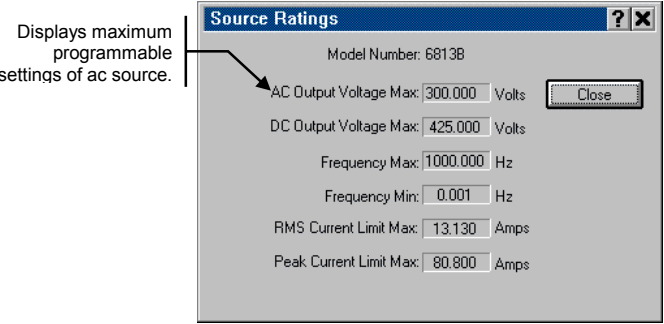 Displays maximum
programmable
settings of ac source.
Source Ratings
Model Number: 6813B
AC Output Voltage Max: 300.000 Volts
Close
DC Output Voltage Max: 425.000 Volts
Frequency Max: 1000.000 Hz
Frequency Min: 0.001 Hz
RMS Current Limit Max: 13.130 Amps
Peak Current Limit Max: 80.800 Amps